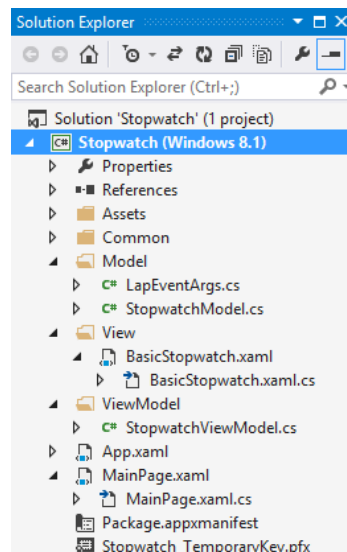 Solution Explorer
Search Solution Explorer (Ctrl+;)
Solution 'Stopwatch' (1 project)
C# Stopwatch (Windows 8.1)
Properties
References
Assets
Common
Model
C# LapEventArgs.cs
C# StopwatchModel.cs
View
BasicStopwatch.xaml
BasicStopwatch.xaml.cs
ViewModel
C# StopwatchViewModel.cs
App.xaml
MainPage.xaml
MainPage.xaml.cs
Package.appxmanifest
Stopwatch_TemporaryKey.pfx